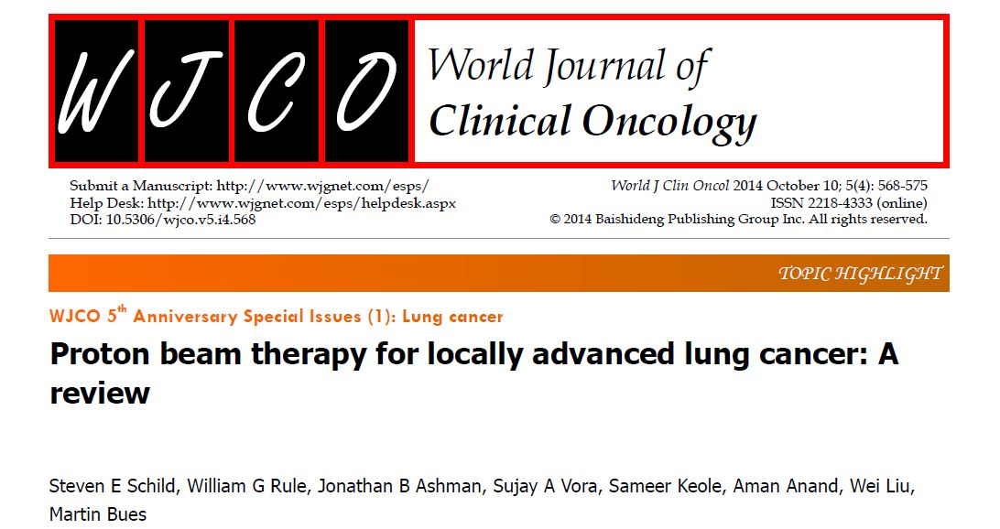 W J C O
World Journal of
Clinical Oncology
Submit a Manuscript: http://www.wjgnet.com/esps/
Help Desk: http://www.wjgnet.com/esps/helpdesk.aspx
DOI: 10.5306/wjco.v5.i4.568
World J Clin Oncol 2014 October 10; 5(4): 568-575
ISSN 2218-4333 (online)
© 2014 Baishideng Publishing Group Inc. All rights reserved.
TOPIC HIGHLIGHT
WJCO 5th Anniversary Special Issues (1): Lung cancer
Proton beam therapy for locally advanced lung cancer: A
review
Steven E Schild, William G Rule, Jonathan B Ashman, Sujay A Vora, Sameer Keole, Aman Anand, Wei Liu,
Martin Bues